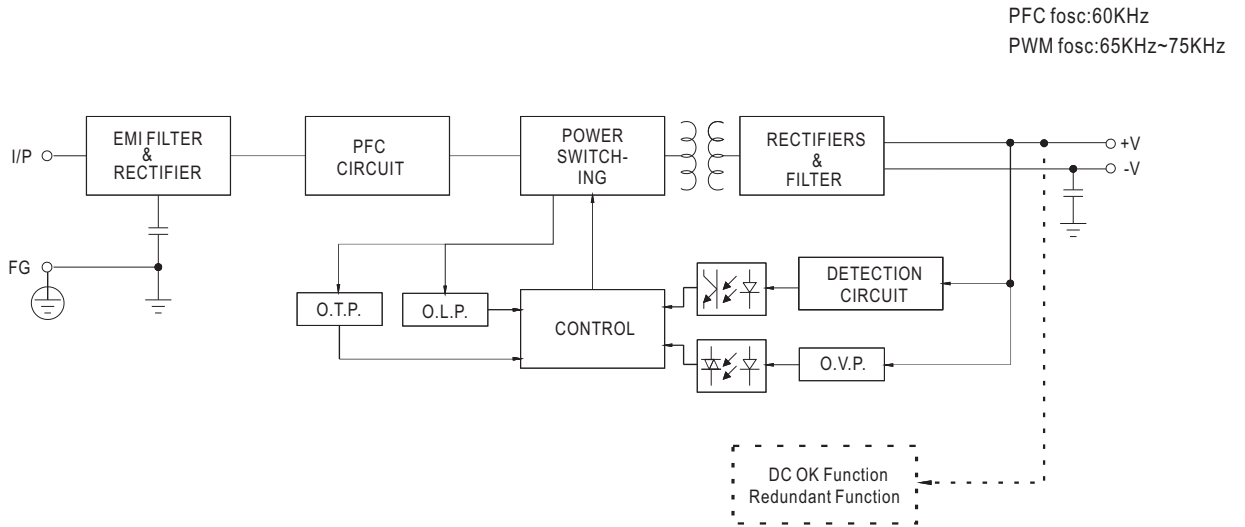 PFC fosc:60KHz
PWM fosc:65KHz~75KHz
I/P
EMI FILTER
&
RECTIFIER
PFC
CIRCUIT
POWER
SWITCH-
ING
RECTIFIERS
&
FILTER
+V
-V
FG
O.T.P.
O.L.P.
CONTROL
DETECTION
CIRCUIT
O.V.P.
DC OK Function
Redundant Function